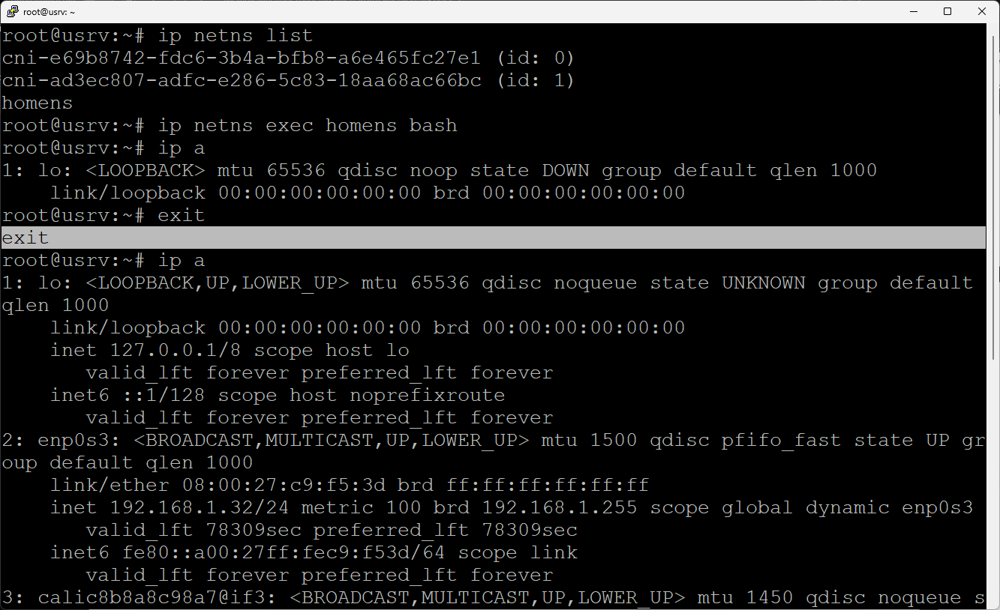 root@usrv: ~
root@usrv:~# ip netns list
cni-e69b8742-fdc6-3b4a-bfb8-a6e465fc27e1 (id: 0)
cni-ad3ec807-adfc-e286-5c83-18aa68ac66bc (id: 1)
homens
root@usrv:~# ip netns exec homens bash
root@usrv:~# ip a
1: lo: <LOOPBACK> mtu 65536 qdisc noop state DOWN group default qlen 1000
    link/loopback 00:00:00:00:00:00 brd 00:00:00:00:00:00
root@usrv:~# exit
exit
root@usrv:~# ip a
1: lo: <LOOPBACK,UP,LOWER_UP> mtu 65536 qdisc noqueue state UNKNOWN group default
qlen 1000
    link/loopback 00:00:00:00:00:00 brd 00:00:00:00:00:00
    inet 127.0.0.1/8 scope host lo
       valid_lft forever preferred_lft forever
    inet6 ::1/128 scope host noprefixroute
       valid_lft forever preferred_lft forever
2: enp0s3: <BROADCAST,MULTICAST,UP,LOWER_UP> mtu 1500 qdisc pfifo_fast state UP gr
oup default qlen 1000
    link/ether 08:00:27:c9:f5:3d brd ff:ff:ff:ff:ff:ff
    inet 192.168.1.32/24 metric 100 brd 192.168.1.255 scope global dynamic enp0s3
       valid_lft 78309sec preferred_lft 78309sec
    inet6 fe80::a00:27ff:fec9:f53d/64 scope link
       valid_lft forever preferred_lft forever
3: calic8b8a8c98a7@if3: <BROADCAST,MULTICAST,UP,LOWER_UP> mtu 1450 qdisc noqueue s